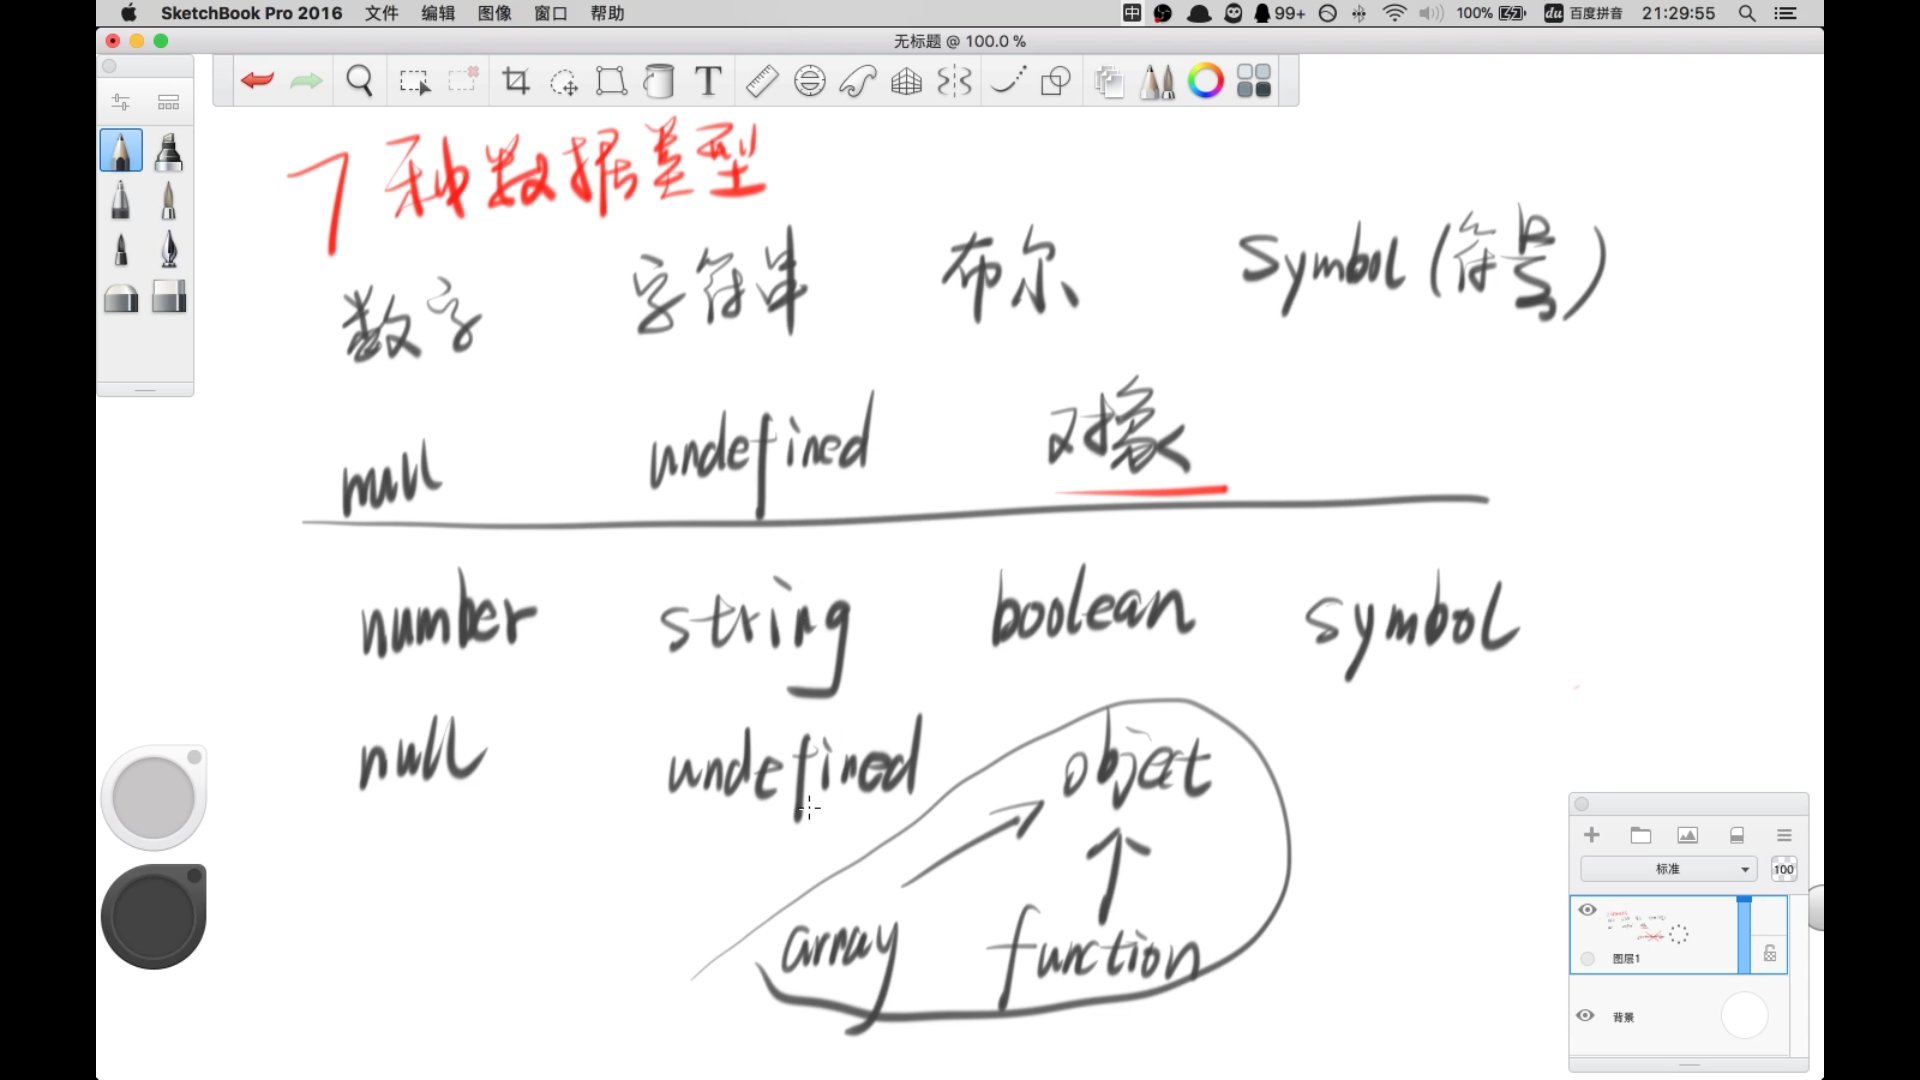 SketchBook Pro 2016 文件 编辑 图像 窗口 帮助 中 99+ 100% du 百度拼音 21:29:55
无标题 @ 100.0 %
T
7种数据类型
数字 字符串 布尔 Symbol (符号)
null undefined 对象
number string boolean symbol
null undefined object
array function
标准 100
图层1
背景